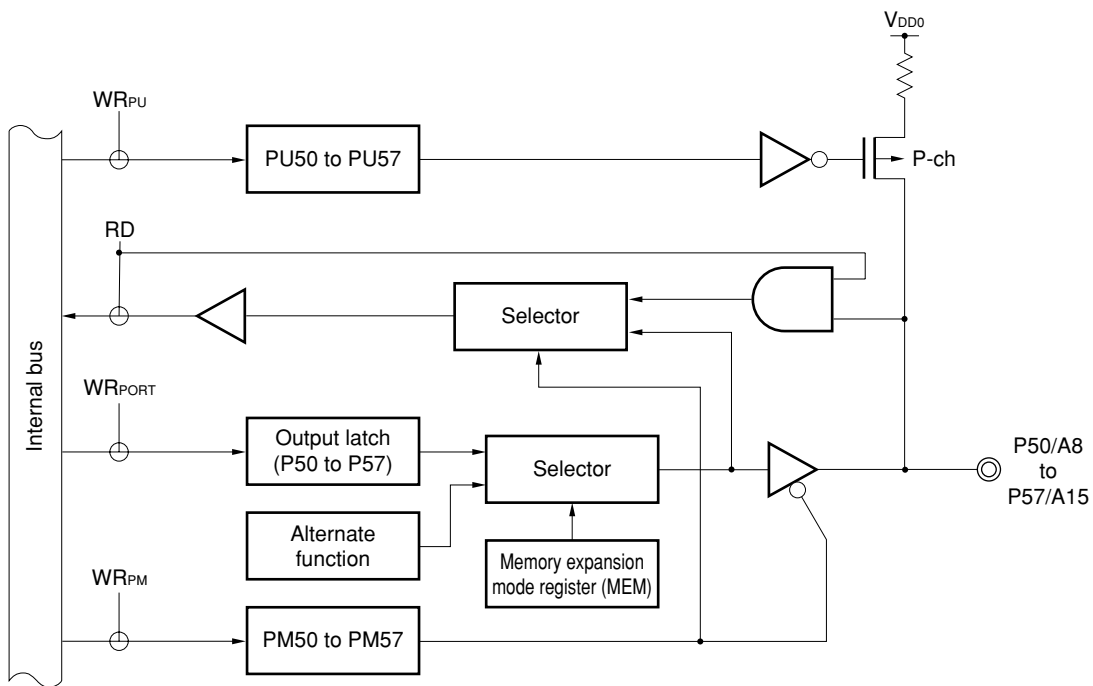 VDD0
WRPU
PU50 to PU57
P-ch
RD
Selector
Internal bus
WRPORT
Output latch
(P50 to P57)
Selector
P50/A8
to
P57/A15
Alternate
function
Memory expansion
mode register (MEM)
WRPM
PM50 to PM57